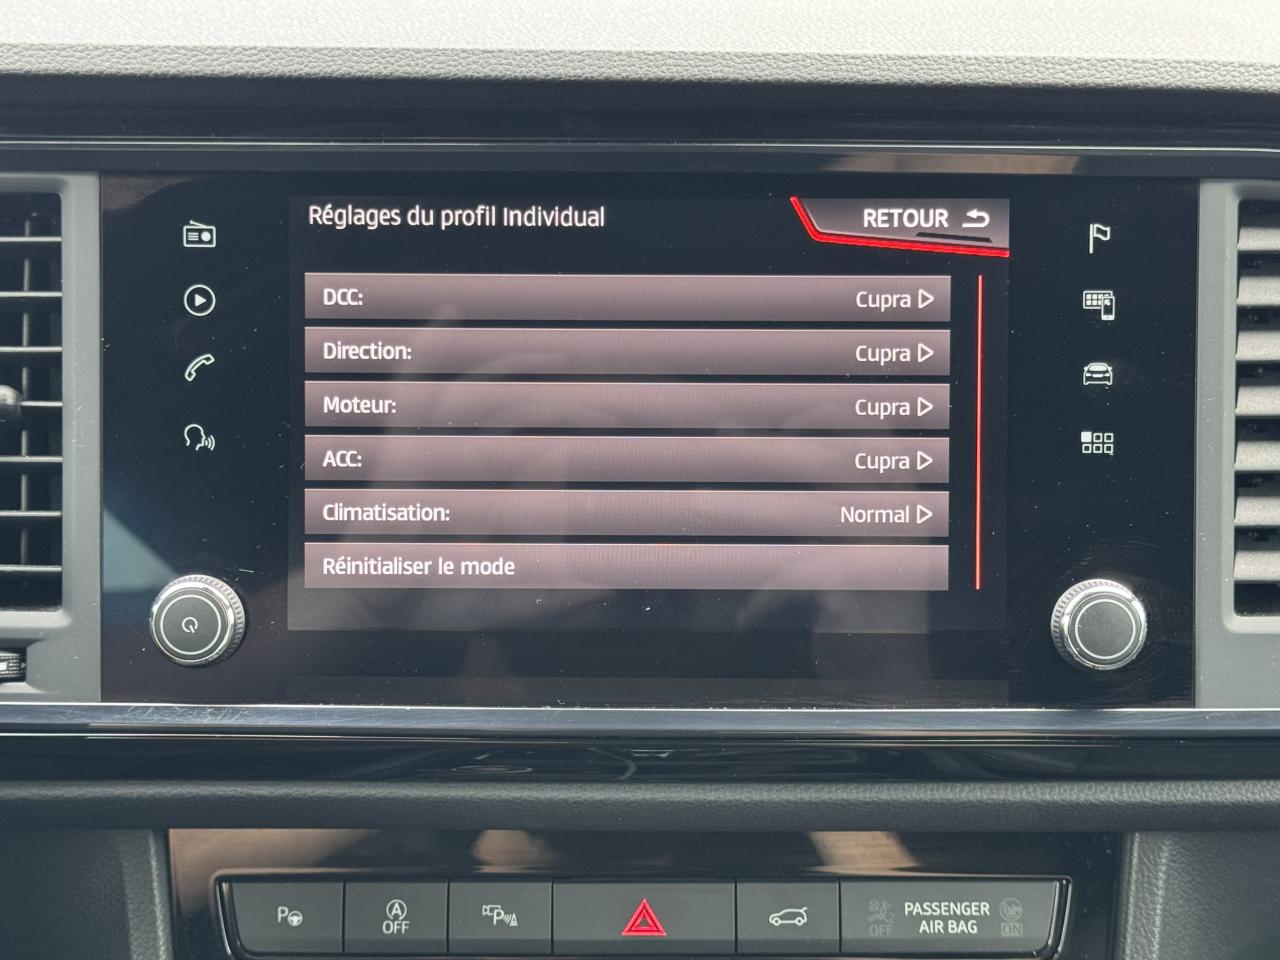 Réglages du profil Individual
RETOUR
DCC: Cupra
Direction: Cupra
Moteur: Cupra
ACC: Cupra
Climatisation: Normal
Réinitialiser le mode
P
A
OFF
P
OFF
PASSENGER
AIR BAG
ON